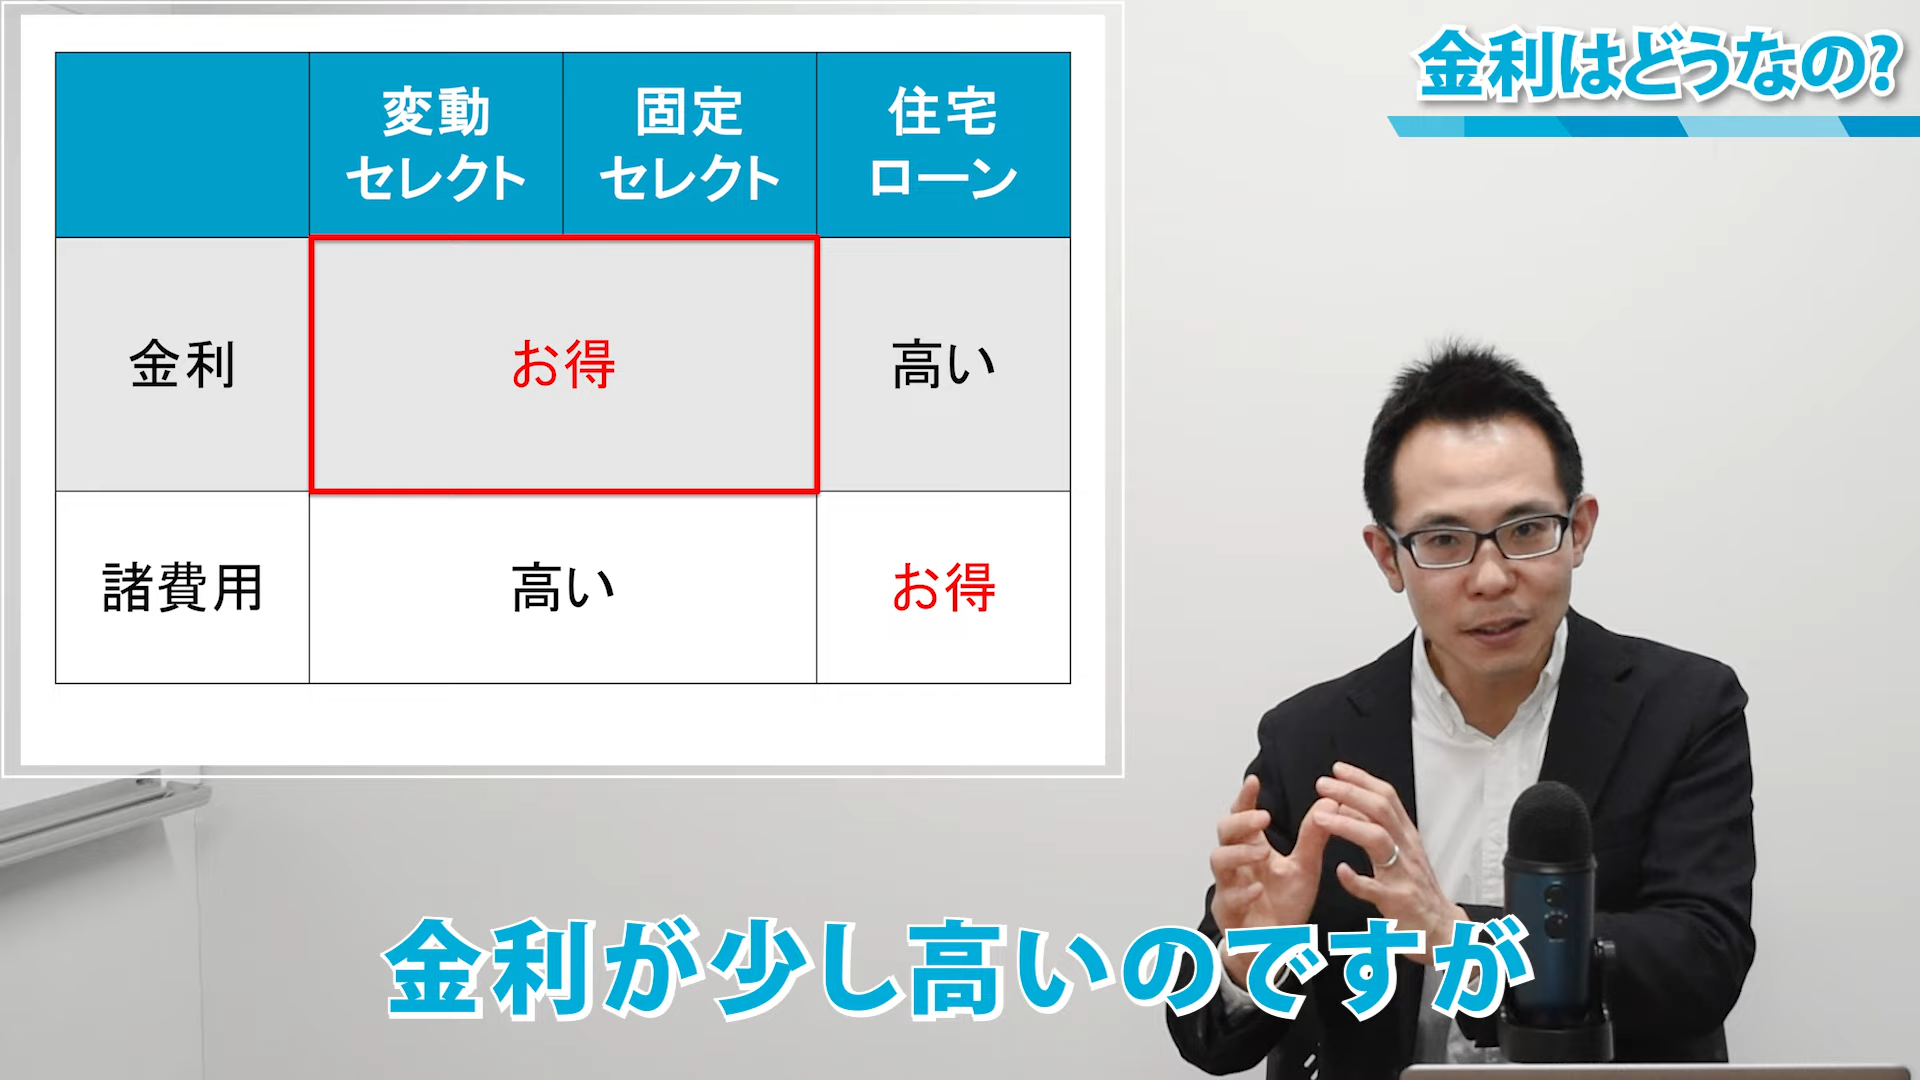 金利はどうなの?
変動
セレクト
固定
セレクト
住宅
ローン
金利
お得
高い
諸費用
高い
お得
金利が少し高いのですが